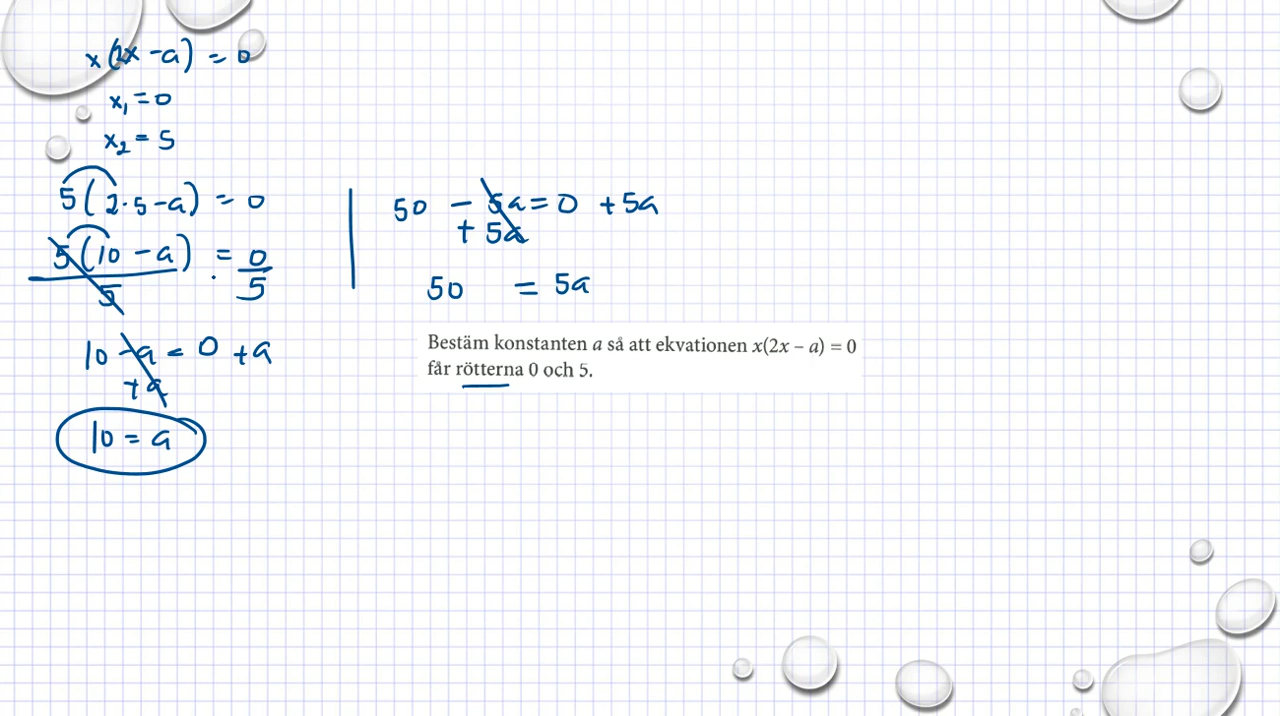 x(2x - a) = 0
x₁ = 0
x₂ = 5
5(2·5 - a) = 0
5(10 - a) = 0
5 5
10 - a = 0 + a
+ a
10 = a
50 - 5a = 0 + 5a
+ 5a
50 = 5a
Bestäm konstanten a så att ekvationen x(2x – a) = 0
får rötterna 0 och 5.